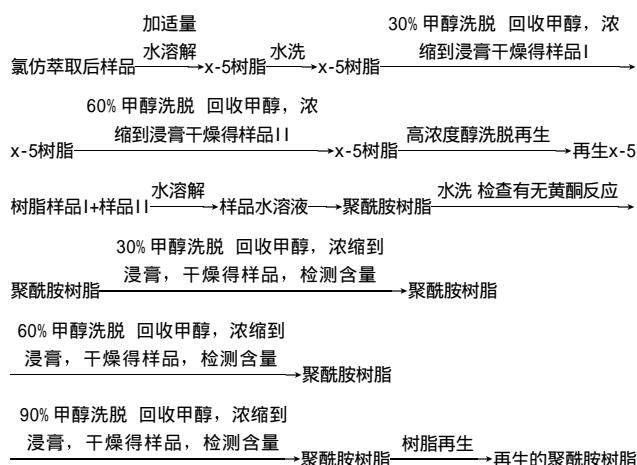 加适量 30% 甲醇洗脱 回收甲醇，浓
水溶解 水洗 缩到浸膏干燥得样品I
氯仿萃取后样品 x-5树脂 x-5树脂
60% 甲醇洗脱 回收甲醇，浓
缩到浸膏干燥得样品II 高浓度醇洗脱再生
x-5树脂 x-5树脂 再生x-5
水溶解 水洗 检查有无黄酮反应
树脂样品I+样品II 样品水溶液 聚酰胺树脂
30% 甲醇洗脱 回收甲醇，浓缩到
浸膏，干燥得样品，检测含量
聚酰胺树脂 聚酰胺树脂
60% 甲醇洗脱 回收甲醇，浓缩到
浸膏，干燥得样品，检测含量
聚酰胺树脂
90% 甲醇洗脱 回收甲醇，浓缩到
浸膏，干燥得样品，检测含量 树脂再生
聚酰胺树脂 再生的聚酰胺树脂